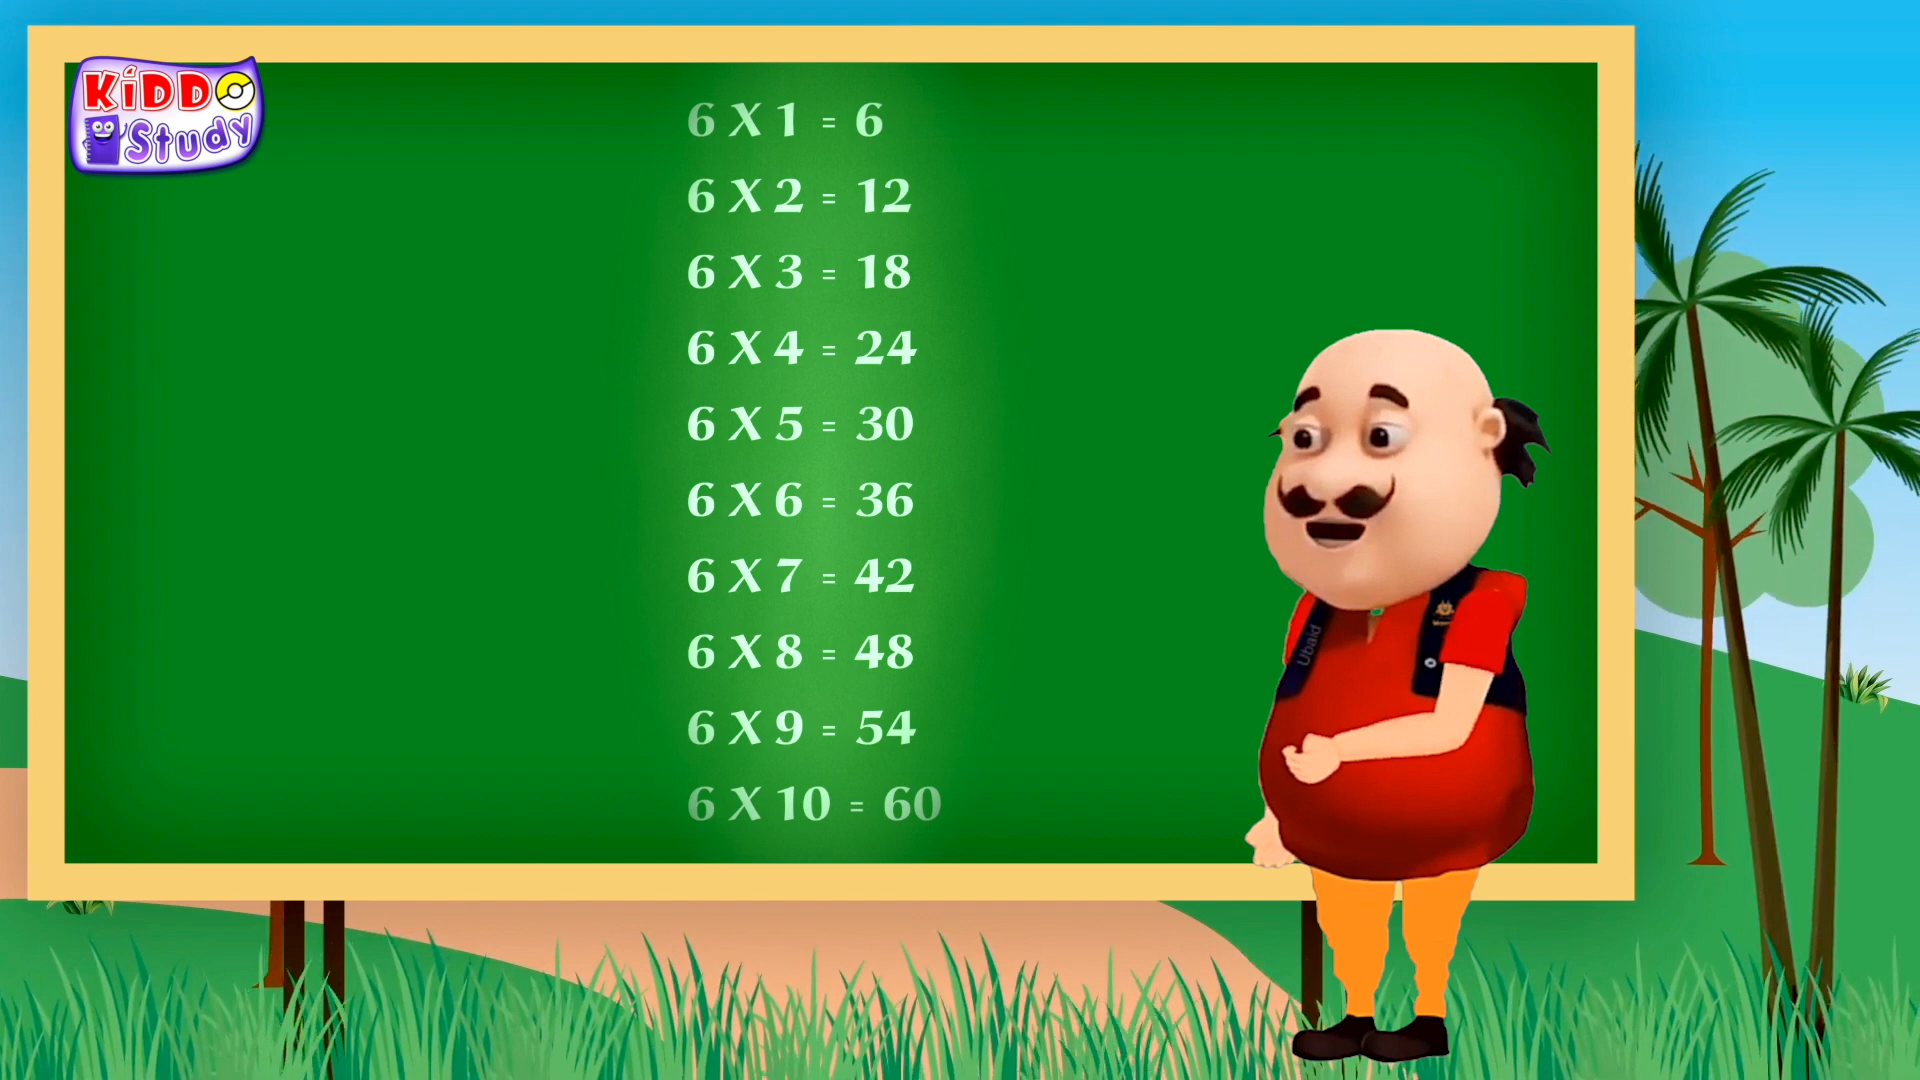 KiDDO
Study
6 X 1 = 6
6 X 2 = 12
6 X 3 = 18
6 X 4 = 24
6 X 5 = 30
6 X 6 = 36
6 X 7 = 42
6 X 8 = 48
6 X 9 = 54
6 X 10 = 60
Ubaid